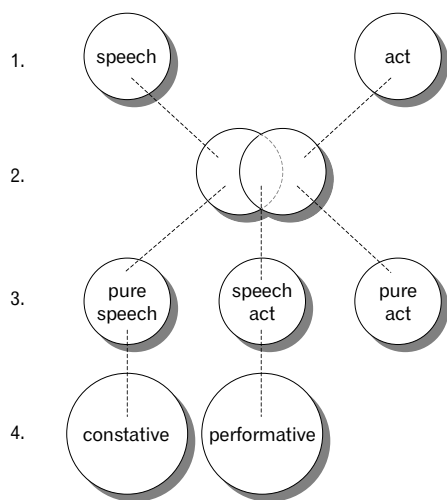 1.
speech
act
2.
3.
pure
speech
speech
act
pure
act
4.
constative
performative